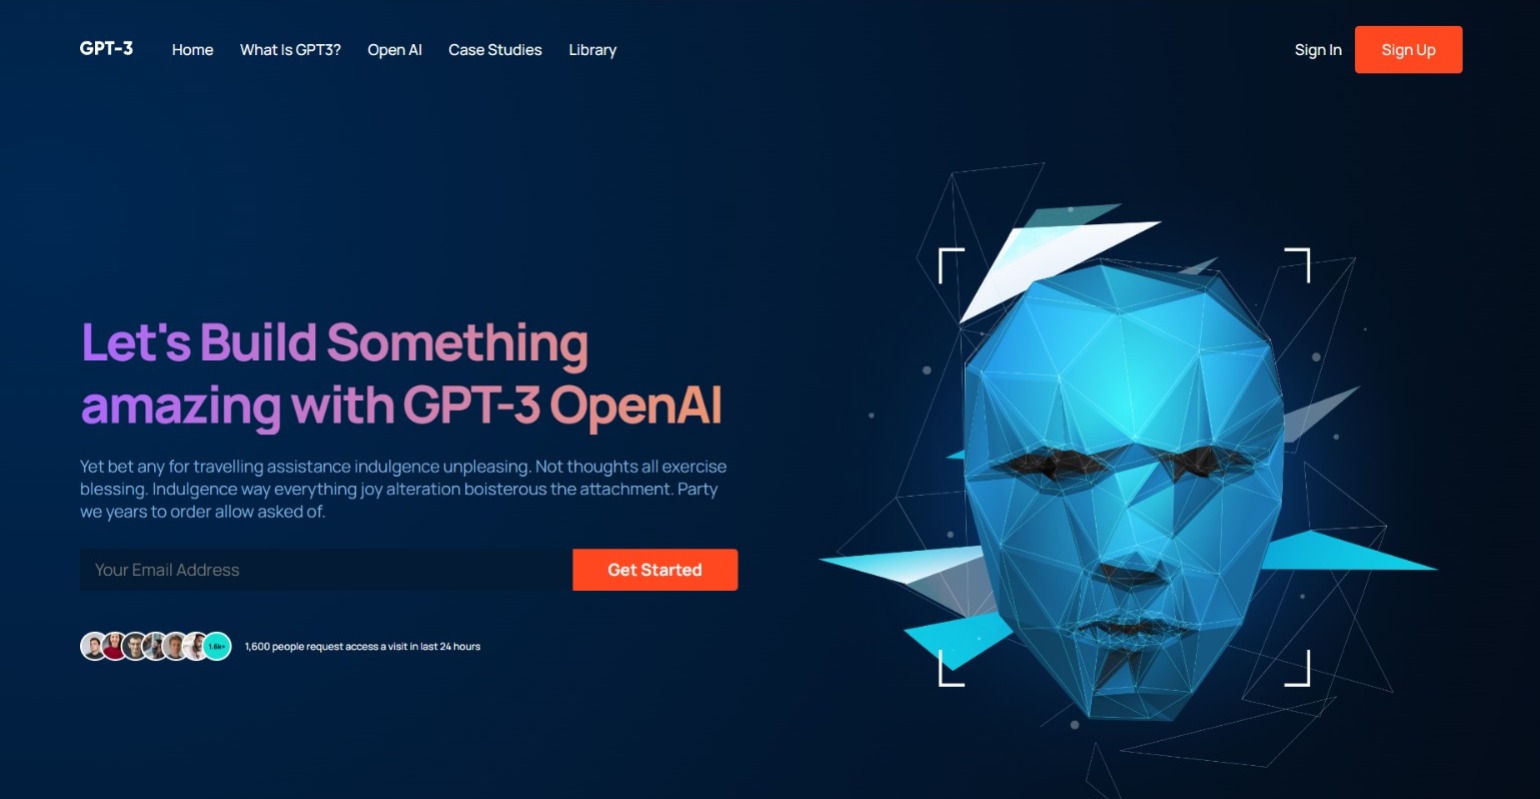 GPT-3 Home What Is GPT3? Open AI Case Studies Library Sign In Sign Up
Let's Build Something
amazing with GPT-3 OpenAI
Yet bet any for travelling assistance indulgence unpleasing. Not thoughts all exercise
blessing. Indulgence way everything joy alteration boisterous the attachment. Party
we years to order allow asked of.
Your Email Address Get Started
1.6k+ 1,600 people request access a visit in last 24 hours